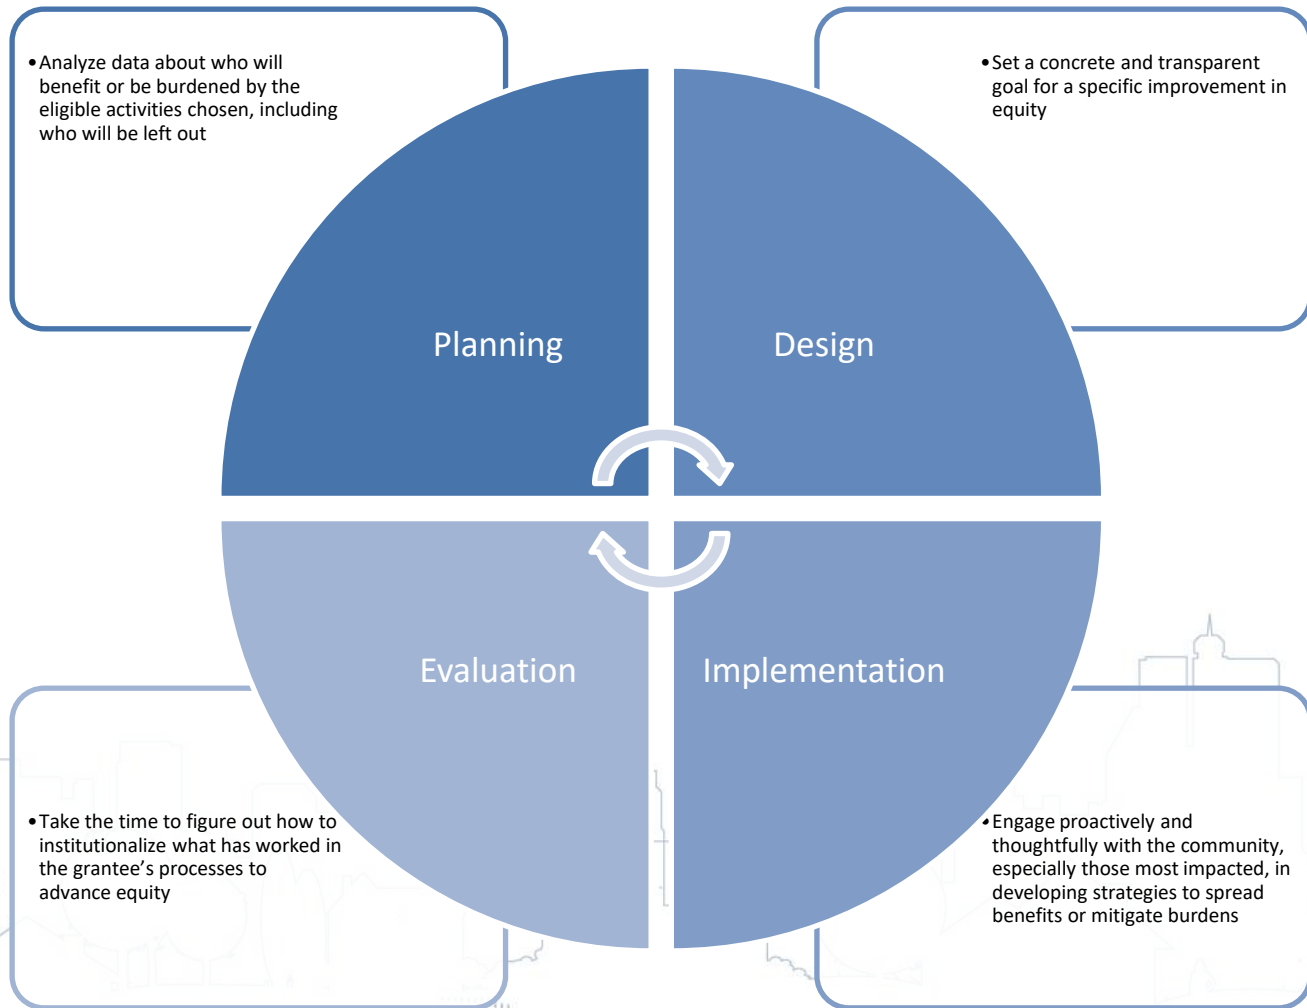 •Analyze data about who will
benefit or be burdened by the
eligible activities chosen, including
who will be left out
•Set a concrete and transparent
goal for a specific improvement in
equity
Planning
Design
Evaluation
Implementation
•Take the time to figure out how to
institutionalize what has worked in
the grantee’s processes to
advance equity
•Engage proactively and
thoughtfully with the community,
especially those most impacted, in
developing strategies to spread
benefits or mitigate burdens